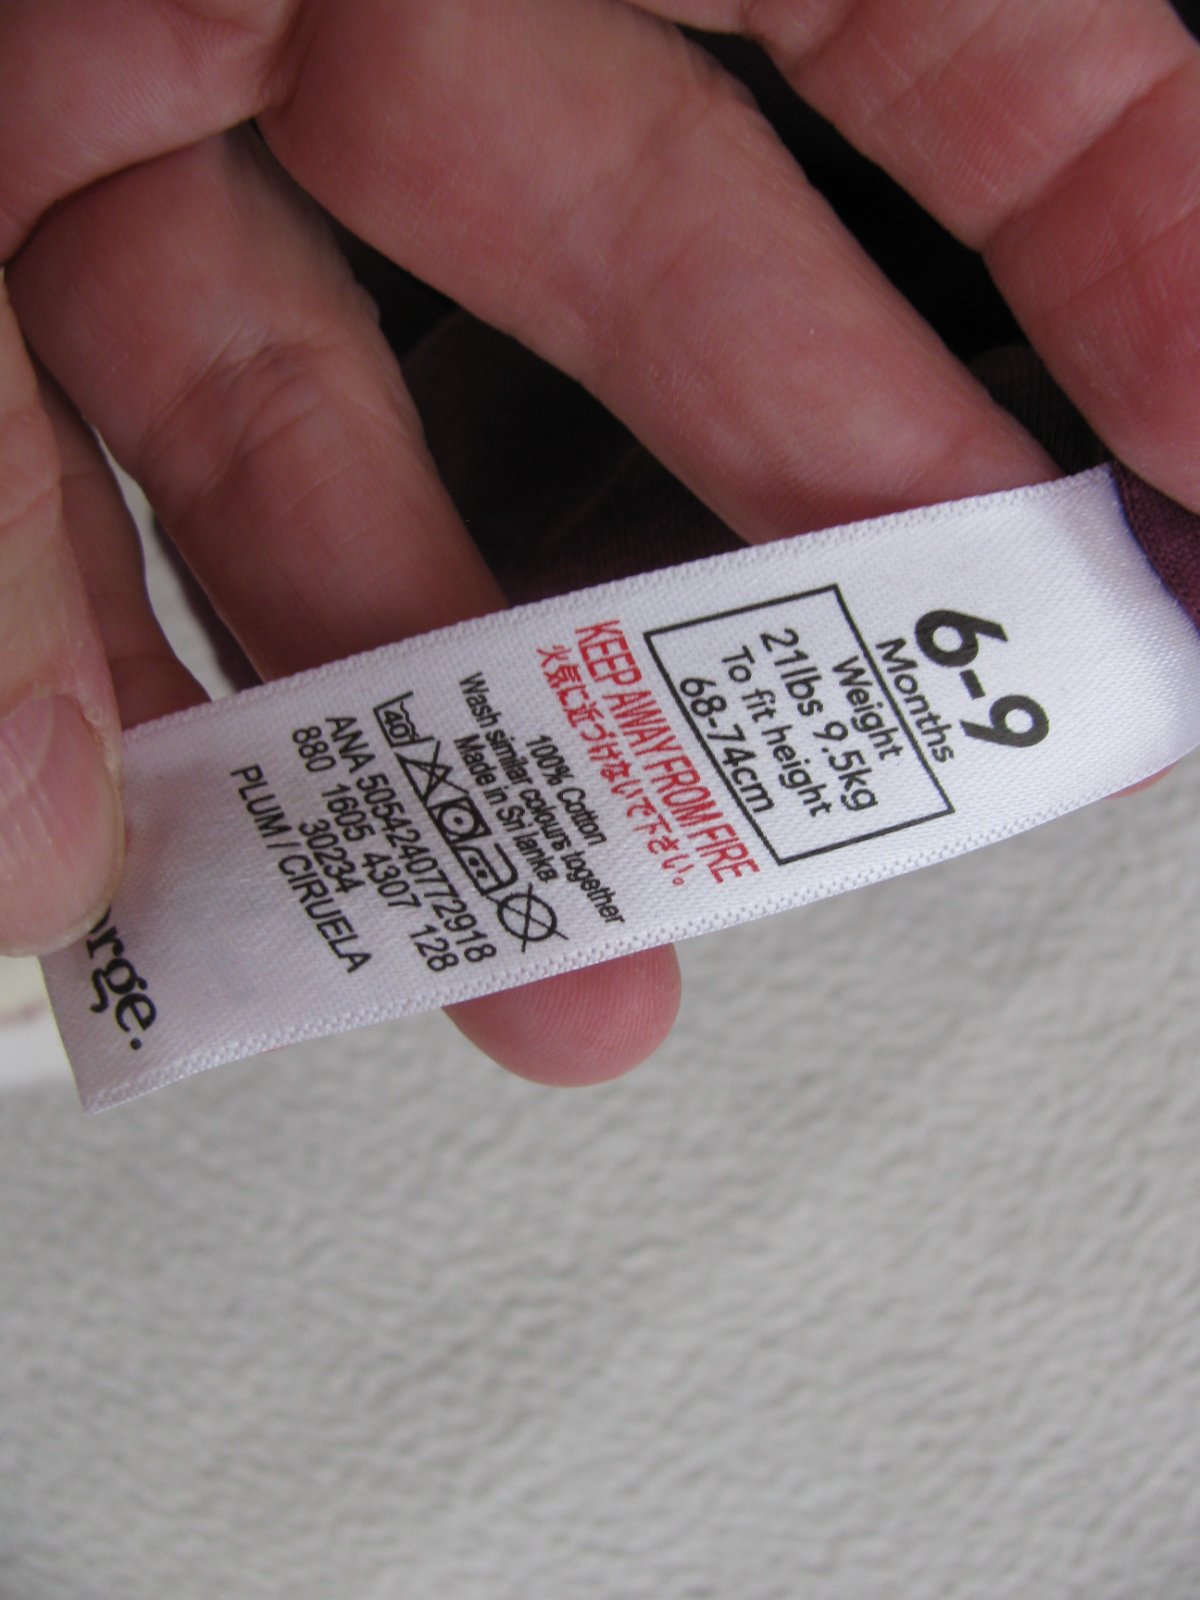 6-9
Months
Weight
21lbs 9.5kg
To fit height
68-74cm
KEEP AWAY FROM FIRE
火気に近づけないで下さい。
100% Cotton
Wash similar colours together
Made in Sri lanka
40°
ANA 5054240772918
880 1605 4307 128
30234
PLUM / CIRUELA
orge.